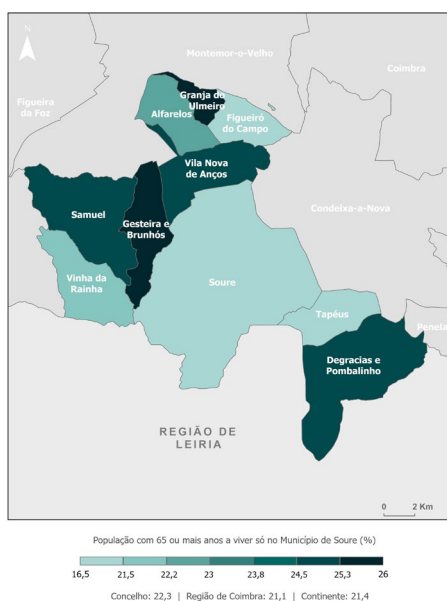 N
Montemor-o-Velho
Coimbra
Figueira
da Foz
Granja do
Ulmeiro
Alfarelos
Figueiró
do Campo
Vila Nova
de Anços
Samuel
Gesteira e
Brunhós
Condeixa-a-Nova
Vinha da
Rainha
Soure
Tapéus
Penela
Degracias e
Pombalinho
REGIÃO DE
LEIRIA
0 2 Km
População com 65 ou mais anos a viver só no Município de Soure (%)
16,5 21,5 22,2 23 23,8 24,5 25,3 26
Concelho: 22,3 | Região de Coimbra: 21,1 | Continente: 21,4